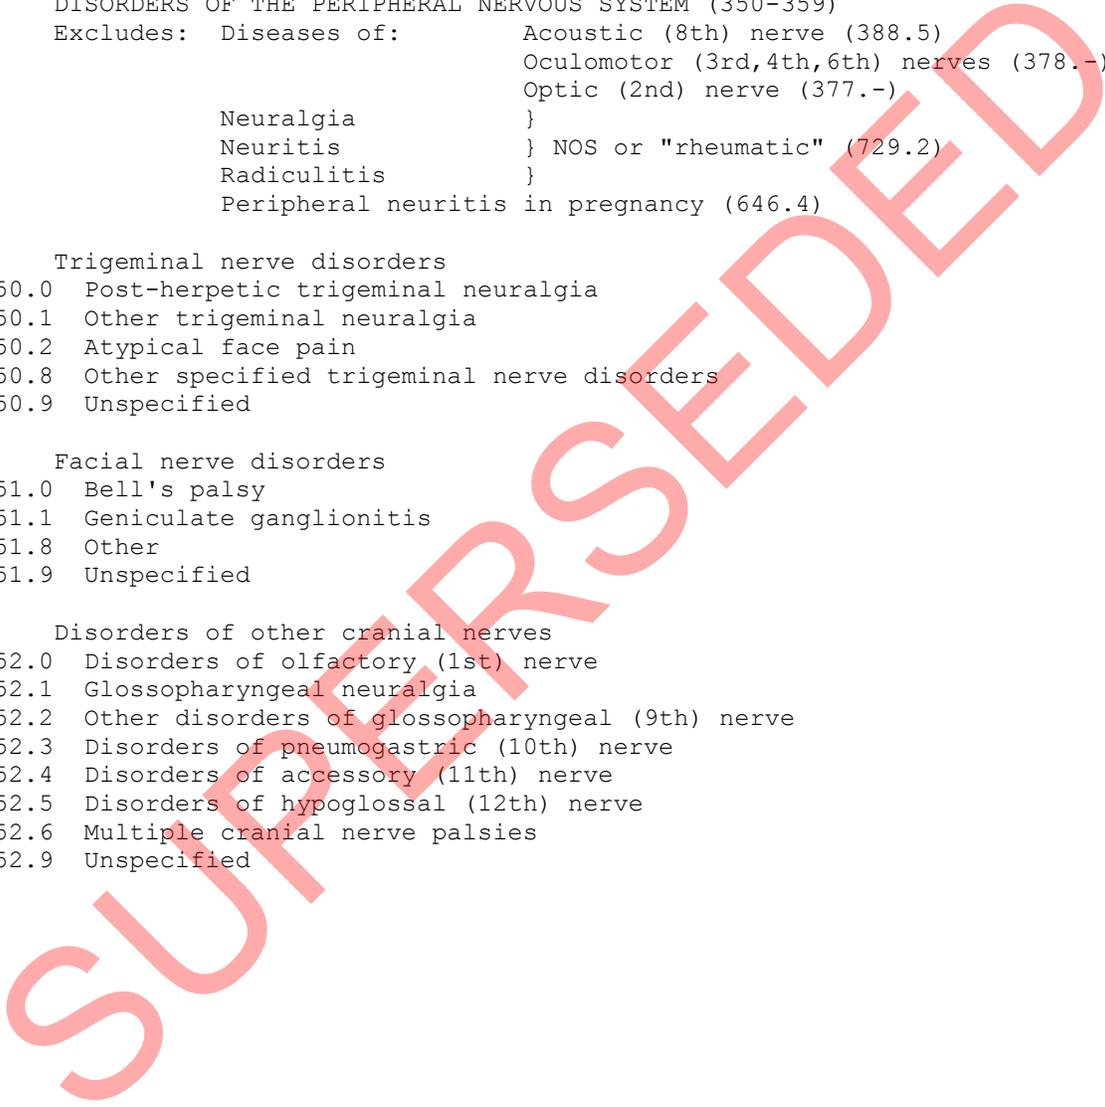 DISORDERS OF THE PERIPHERAL NERVOUS SYSTEM (350-359)
Excludes: Diseases of: Acoustic (8th) nerve (388.5)
Oculomotor (3rd,4th,6th) nerves (378.-)
Optic (2nd) nerve (377.-)
Neuralgia }
Neuritis } NOS or "rheumatic" (729.2)
Radiculitis }
Peripheral neuritis in pregnancy (646.4)
Trigeminal nerve disorders
50.0 Post-herpetic trigeminal neuralgia
50.1 Other trigeminal neuralgia
50.2 Atypical face pain
50.8 Other specified trigeminal nerve disorders
50.9 Unspecified
Facial nerve disorders
51.0 Bell's palsy
51.1 Geniculate ganglionitis
51.8 Other
51.9 Unspecified
Disorders of other cranial nerves
52.0 Disorders of olfactory (1st) nerve
52.1 Glossopharyngeal neuralgia
52.2 Other disorders of glossopharyngeal (9th) nerve
52.3 Disorders of pneumogastric (10th) nerve
52.4 Disorders of accessory (11th) nerve
52.5 Disorders of hypoglossal (12th) nerve
52.6 Multiple cranial nerve palsies
52.9 Unspecified
SUPERSEDED